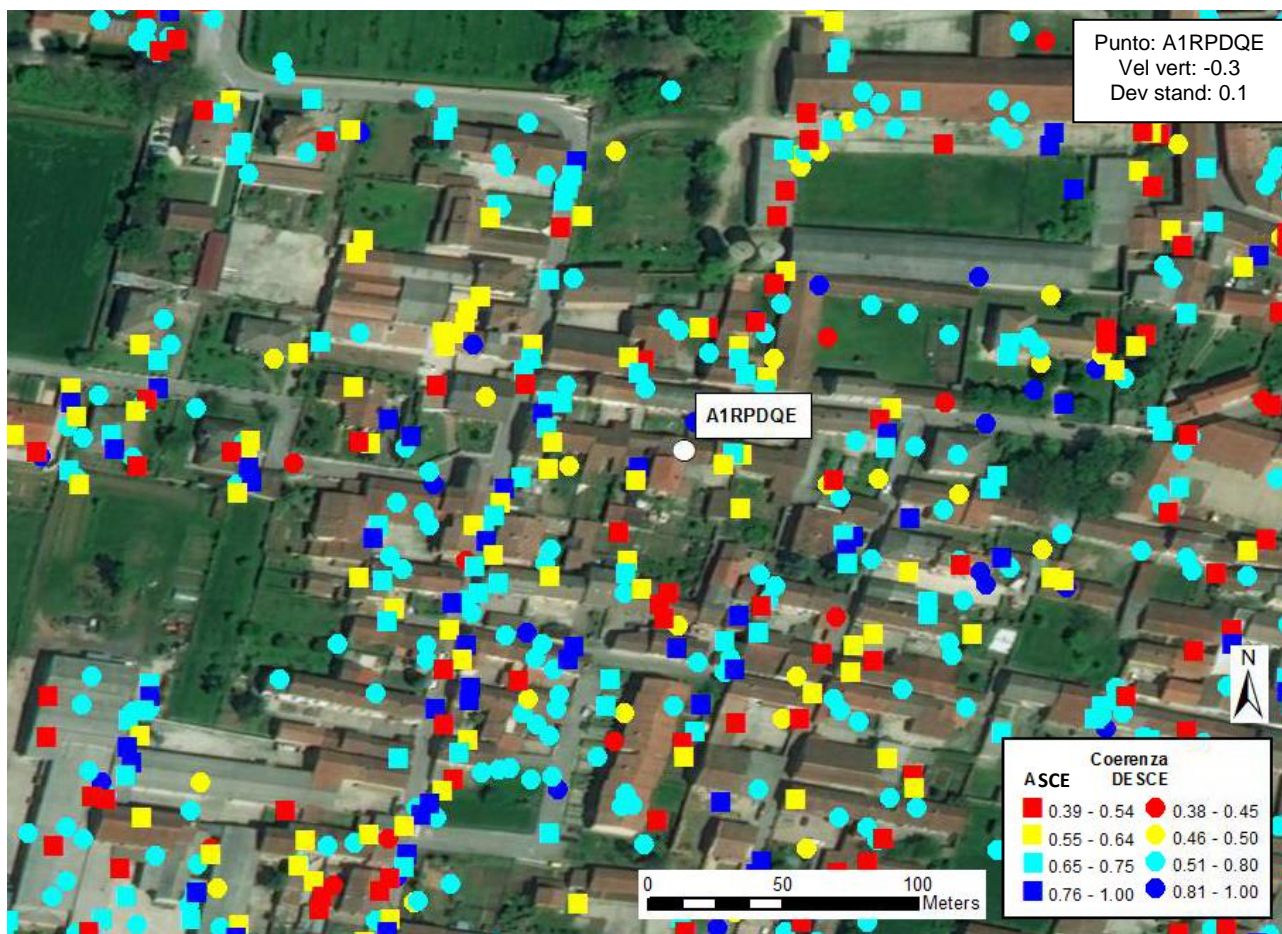 Punto: A1RPDQE
Vel vert: -0.3
Dev stand: 0.1
A1RPDQE
N
Coerenza
ASCE DESCE
0.39 - 0.54 0.38 - 0.45
0.55 - 0.64 0.46 - 0.50
0.65 - 0.75 0.51 - 0.80
0.76 - 1.00 0.81 - 1.00
0 50 100
Meters